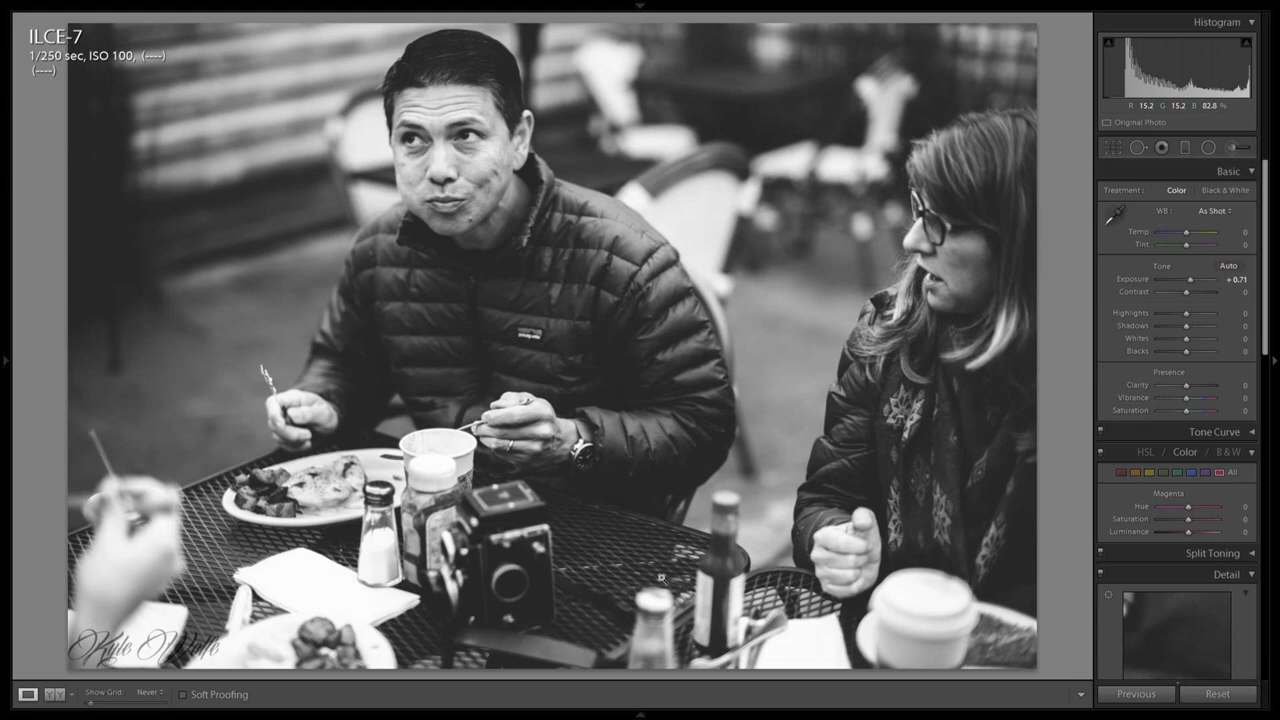 ILCE-7
1/250 sec, ISO 100, (----)
(----)
Kyle Wolfe
Show Grid: Never
Soft Proofing
Histogram
R 15.2 G 15.2 B 82.8 %
Original Photo
Basic
Treatment : Color Black & White
WB : As Shot
Temp 0
Tint 0
Tone Auto
Exposure + 0.71
Contrast 0
Highlights 0
Shadows 0
Whites 0
Blacks 0
Presence
Clarity 0
Vibrance 0
Saturation 0
Tone Curve
HSL / Color / B & W
All
Magenta
Hue 0
Saturation 0
Luminance 0
Split Toning
Detail
Previous Reset